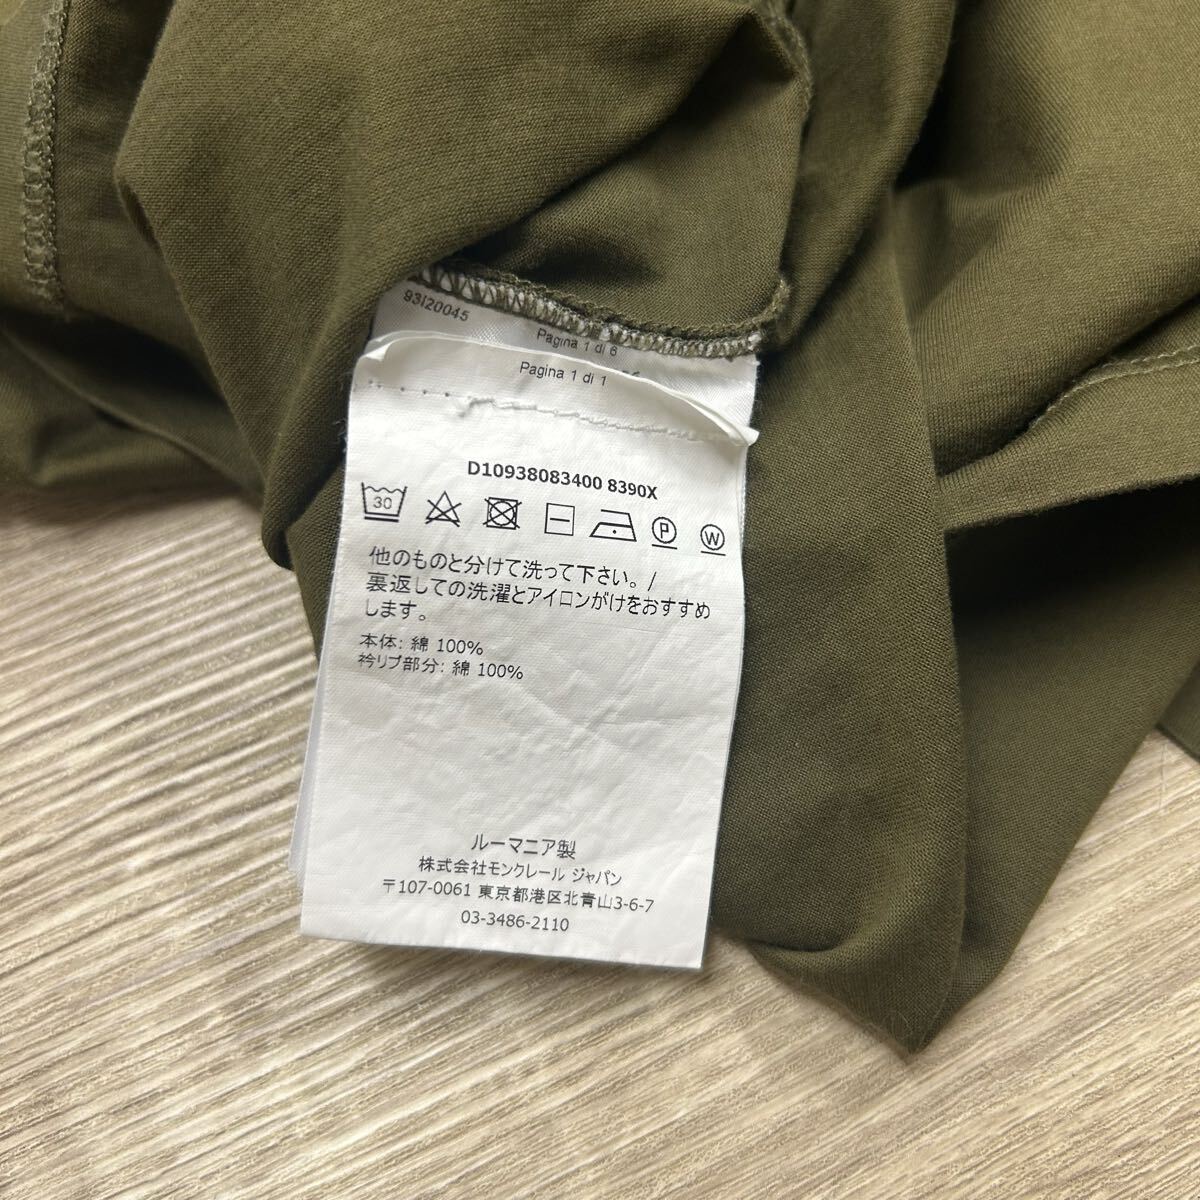 93I20045
Pagina 1 di 6
Pagina 1 di 1
D10938083400 8390X
30
P
W
他のものと分けて洗って下さい。/
裏返しての洗濯とアイロンがけをおすすめ
します。
本体: 綿 100%
衿リブ部分: 綿 100%
ルーマニア製
株式会社モンクレール ジャパン
〒107-0061 東京都港区北青山3-6-7
03-3486-2110